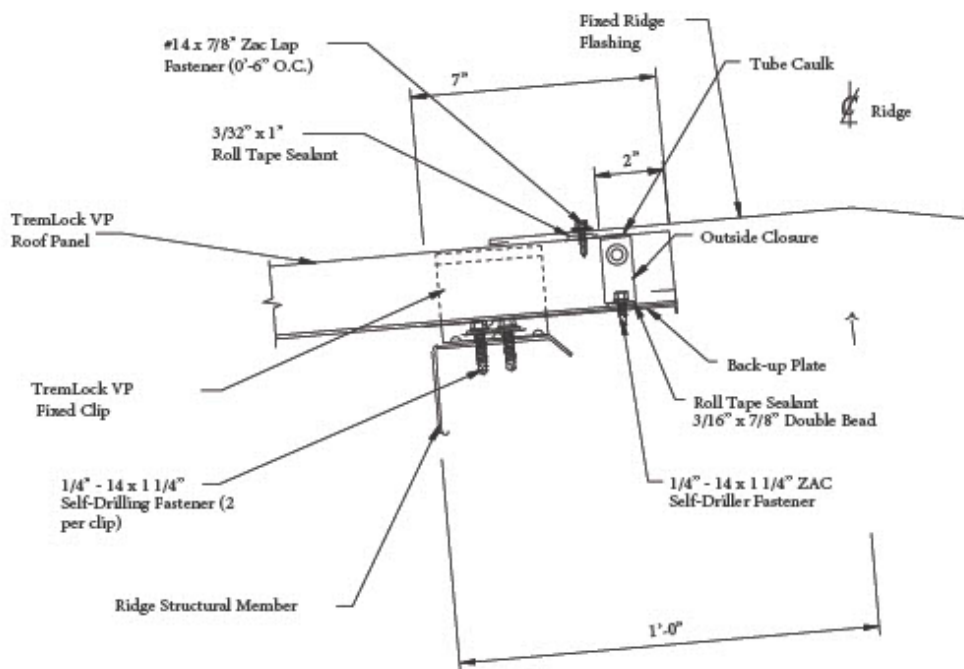 #14 x 7/8" Zac Lap
Fastener (0'-6" O.C.)
Fixed Ridge
Flashing
7"
Tube Caulk
℄ Ridge
3/32" x 1"
Roll Tape Sealant
2"
TremLock VP
Roof Panel
Outside Closure
Back-up Plate
TremLock VP
Fixed Clip
Roll Tape Sealant
3/16" x 7/8" Double Bead
1/4" - 14 x 1 1/4"
Self-Drilling Fastener (2
per clip)
1/4" - 14 x 1 1/4" ZAC
Self-Driller Fastener
Ridge Structural Member
1'-0"